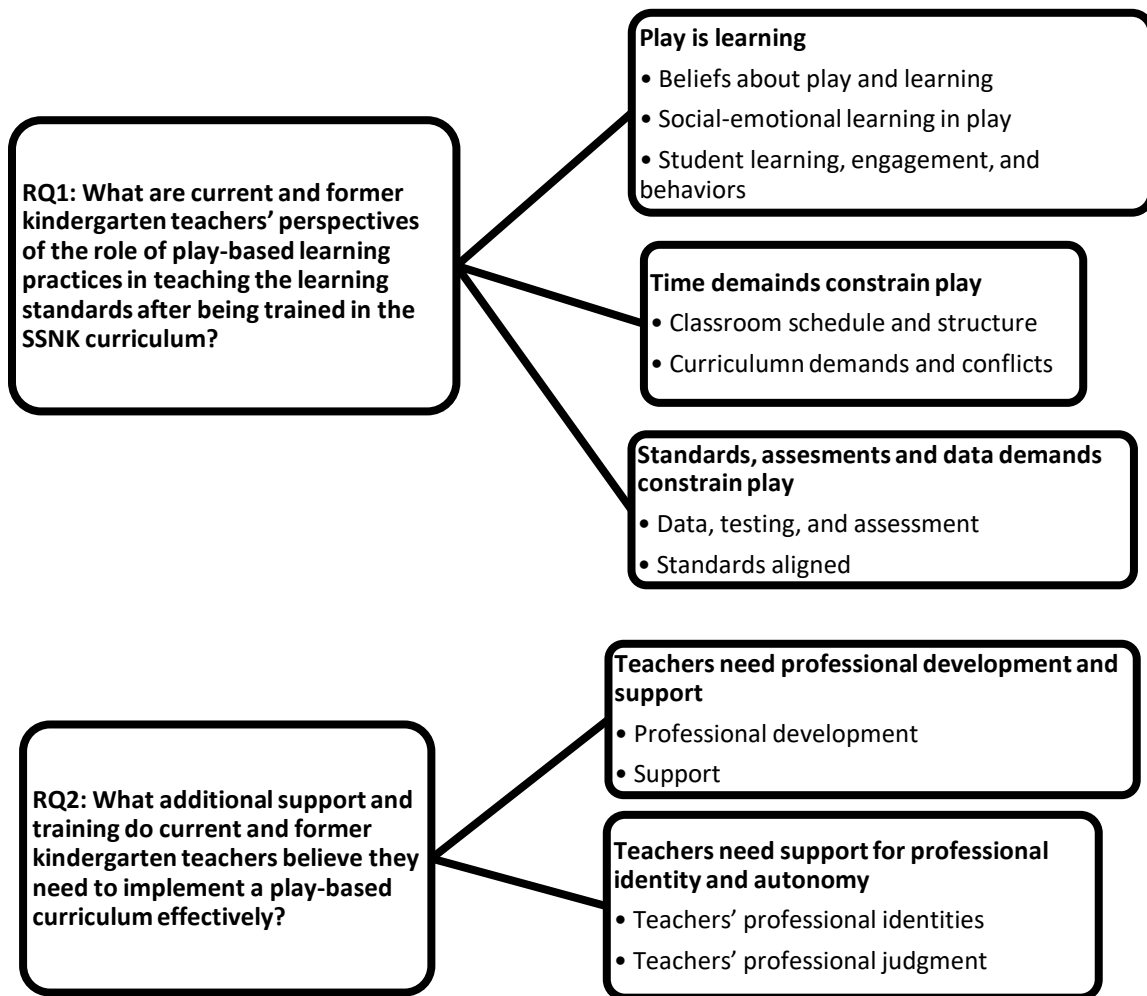 Play is learning
• Beliefs about play and learning
• Social-emotional learning in play
• Student learning, engagement, and
behaviors
RQ1: What are current and former
kindergarten teachers’ perspectives
of the role of play-based learning
practices in teaching the learning
standards after being trained in the
SSNK curriculum?
Time demainds constrain play
• Classroom schedule and structure
• Curriculumn demands and conflicts
Standards, assesments and data demands
constrain play
• Data, testing, and assessment
• Standards aligned
RQ2: What additional support and
training do current and former
kindergarten teachers believe they
need to implement a play-based
curriculum effectively?
Teachers need professional development and
support
• Professional development
• Support
Teachers need support for professional
identity and autonomy
• Teachers’ professional identities
• Teachers’ professional judgment